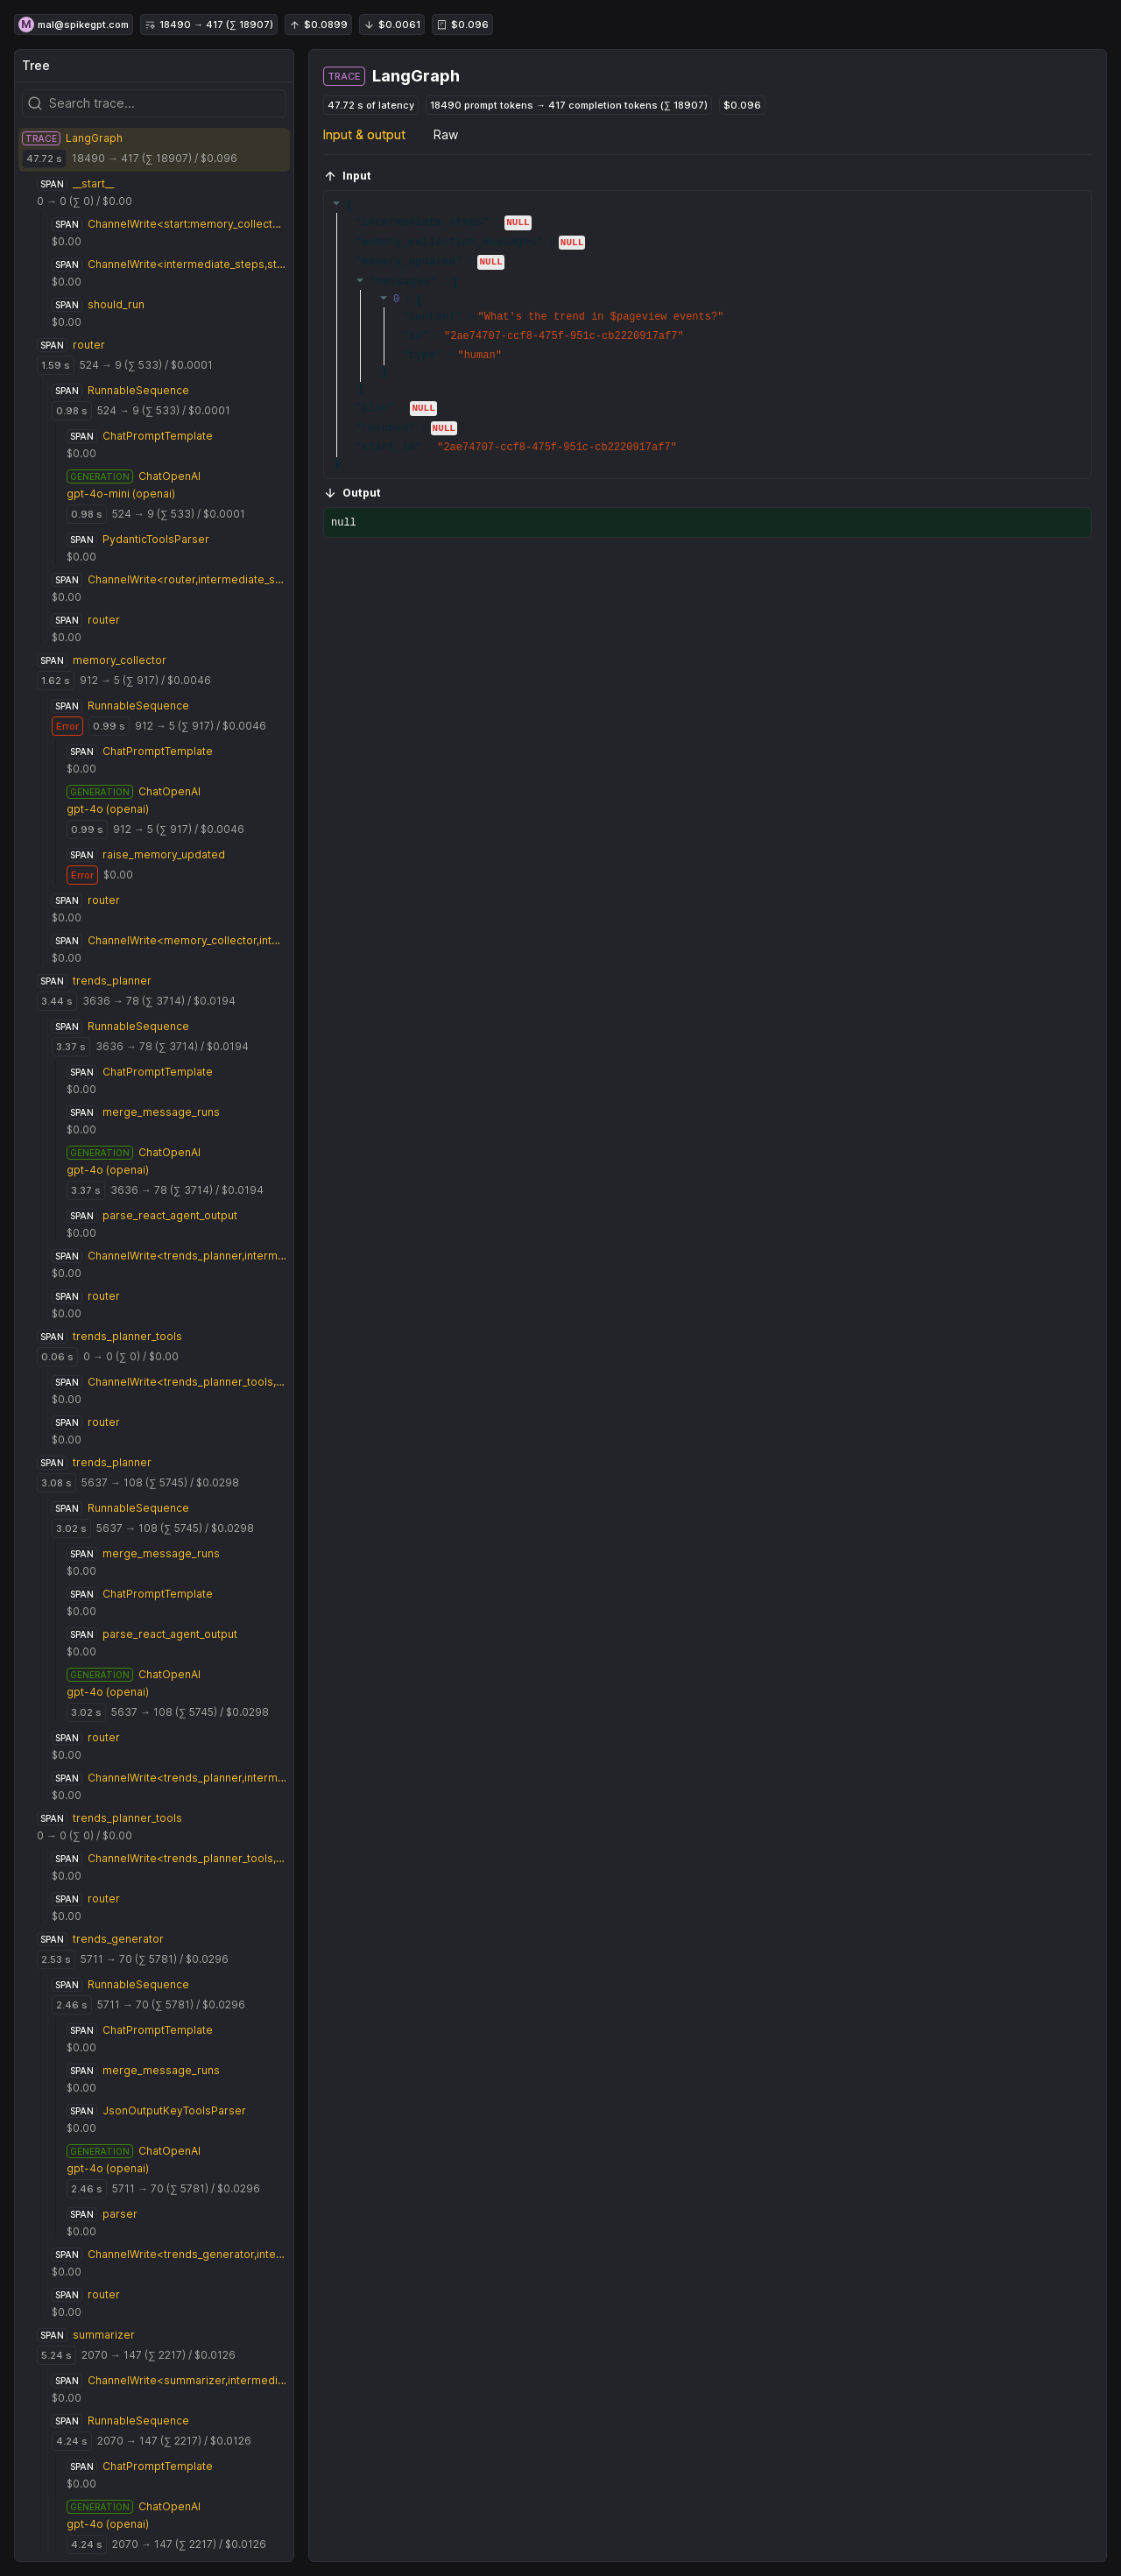 M mal@spikegpt.com 18490 → 417 (∑ 18907) ↑ $0.0899 ↓ $0.0061 $0.096
Tree
Search trace...
TRACE LangGraph
47.72 s 18490 → 417 (∑ 18907) / $0.096
SPAN __start__
0 → 0 (∑ 0) / $0.00
SPAN ChannelWrite<start:memory_collect...
$0.00
SPAN ChannelWrite<intermediate_steps,st...
$0.00
SPAN should_run
$0.00
SPAN router
1.59 s 524 → 9 (∑ 533) / $0.0001
SPAN RunnableSequence
0.98 s 524 → 9 (∑ 533) / $0.0001
SPAN ChatPromptTemplate
$0.00
GENERATION ChatOpenAI
gpt-4o-mini (openai)
0.98 s 524 → 9 (∑ 533) / $0.0001
SPAN PydanticToolsParser
$0.00
SPAN ChannelWrite<router,intermediate_s...
$0.00
SPAN router
$0.00
SPAN memory_collector
1.62 s 912 → 5 (∑ 917) / $0.0046
SPAN RunnableSequence
Error 0.99 s 912 → 5 (∑ 917) / $0.0046
SPAN ChatPromptTemplate
$0.00
GENERATION ChatOpenAI
gpt-4o (openai)
0.99 s 912 → 5 (∑ 917) / $0.0046
SPAN raise_memory_updated
Error $0.00
SPAN router
$0.00
SPAN ChannelWrite<memory_collector,int...
$0.00
SPAN trends_planner
3.44 s 3636 → 78 (∑ 3714) / $0.0194
SPAN RunnableSequence
3.37 s 3636 → 78 (∑ 3714) / $0.0194
SPAN ChatPromptTemplate
$0.00
SPAN merge_message_runs
$0.00
GENERATION ChatOpenAI
gpt-4o (openai)
3.37 s 3636 → 78 (∑ 3714) / $0.0194
SPAN parse_react_agent_output
$0.00
SPAN ChannelWrite<trends_planner,interm...
$0.00
SPAN router
$0.00
SPAN trends_planner_tools
0.06 s 0 → 0 (∑ 0) / $0.00
SPAN ChannelWrite<trends_planner_tools,...
$0.00
SPAN router
$0.00
SPAN trends_planner
3.08 s 5637 → 108 (∑ 5745) / $0.0298
SPAN RunnableSequence
3.02 s 5637 → 108 (∑ 5745) / $0.0298
SPAN merge_message_runs
$0.00
SPAN ChatPromptTemplate
$0.00
SPAN parse_react_agent_output
$0.00
GENERATION ChatOpenAI
gpt-4o (openai)
3.02 s 5637 → 108 (∑ 5745) / $0.0298
SPAN router
$0.00
SPAN ChannelWrite<trends_planner,interm...
$0.00
SPAN trends_planner_tools
0 → 0 (∑ 0) / $0.00
SPAN ChannelWrite<trends_planner_tools,...
$0.00
SPAN router
$0.00
SPAN trends_generator
2.53 s 5711 → 70 (∑ 5781) / $0.0296
SPAN RunnableSequence
2.46 s 5711 → 70 (∑ 5781) / $0.0296
SPAN ChatPromptTemplate
$0.00
SPAN merge_message_runs
$0.00
SPAN JsonOutputKeyToolsParser
$0.00
GENERATION ChatOpenAI
gpt-4o (openai)
2.46 s 5711 → 70 (∑ 5781) / $0.0296
SPAN parser
$0.00
SPAN ChannelWrite<trends_generator,inte...
$0.00
SPAN router
$0.00
SPAN summarizer
5.24 s 2070 → 147 (∑ 2217) / $0.0126
SPAN ChannelWrite<summarizer,intermedi...
$0.00
SPAN RunnableSequence
4.24 s 2070 → 147 (∑ 2217) / $0.0126
SPAN ChatPromptTemplate
$0.00
GENERATION ChatOpenAI
gpt-4o (openai)
4.24 s 2070 → 147 (∑ 2217) / $0.0126
TRACE LangGraph
47.72 s of latency 18490 prompt tokens → 417 completion tokens (∑ 18907) $0.096
Input & output Raw
↑ Input
NULL
NULL
NULL
0
"What's the trend in $pageview events?"
"2ae74707-ccf8-475f-951c-cb2220917af7"
"human"
NULL
NULL
"2ae74707-ccf8-475f-951c-cb2220917af7"
↓ Output
null